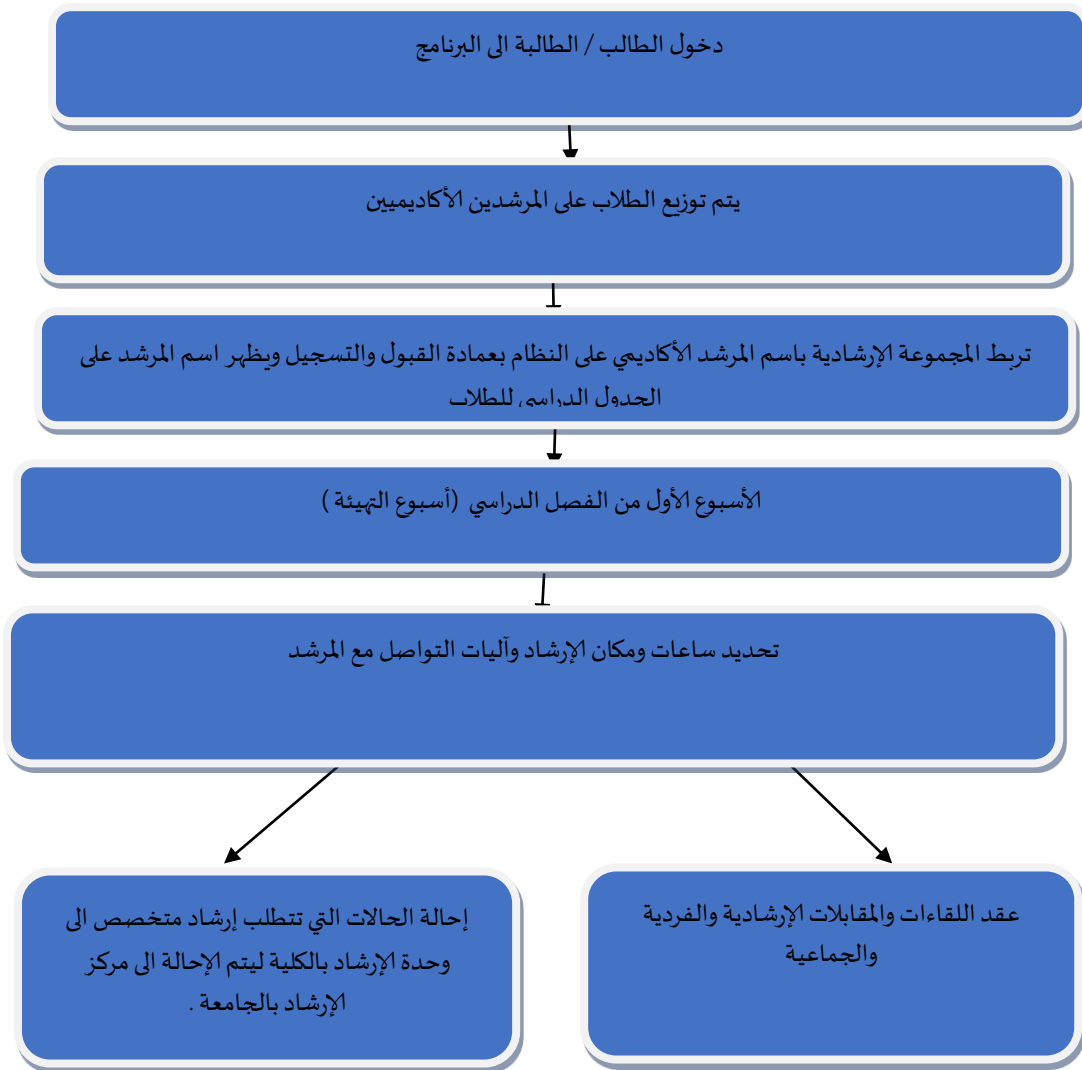 دخول الطالب / الطالبة الى البرنامج
يتم توزيع الطلاب على المرشدين الأكاديميين
تربط المجموعة الإرشادية باسم المرشد الأكاديمي على النظام بعمادة القبول والتسجيل ويظهر اسم المرشد على
الجدول الدراسي للطلاب
الأسبوع الأول من الفصل الدراسي (أسبوع التهيئة )
تحديد ساعات ومكان الإرشاد وآليات التواصل مع المرشد
عقد اللقاءات والمقابلات الإرشادية والفردية
والجماعية
إحالة الحالات التي تتطلب إرشاد متخصص الى
وحدة الإرشاد بالكلية ليتم الإحالة الى مركز
الإرشاد بالجامعة .